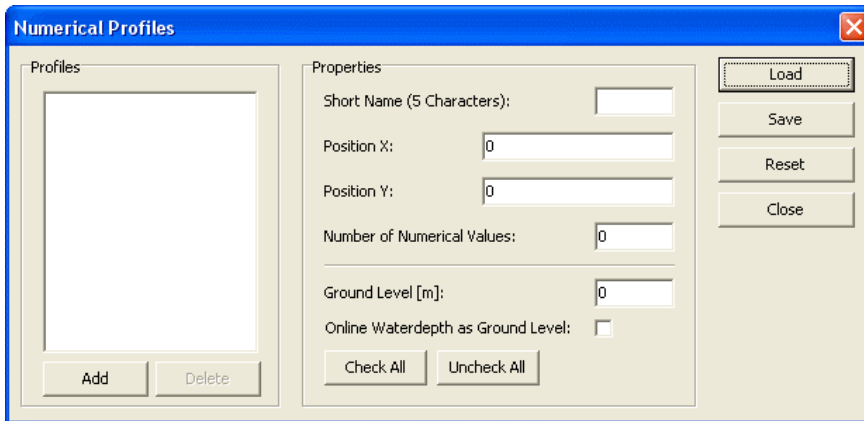 Numerical Profiles
Profiles
Add
Delete
Properties
Short Name (5 Characters):
Position X: 0
Position Y: 0
Number of Numerical Values: 0
Ground Level [m]: 0
Online Waterdepth as Ground Level:
Check All Uncheck All
Load
Save
Reset
Close